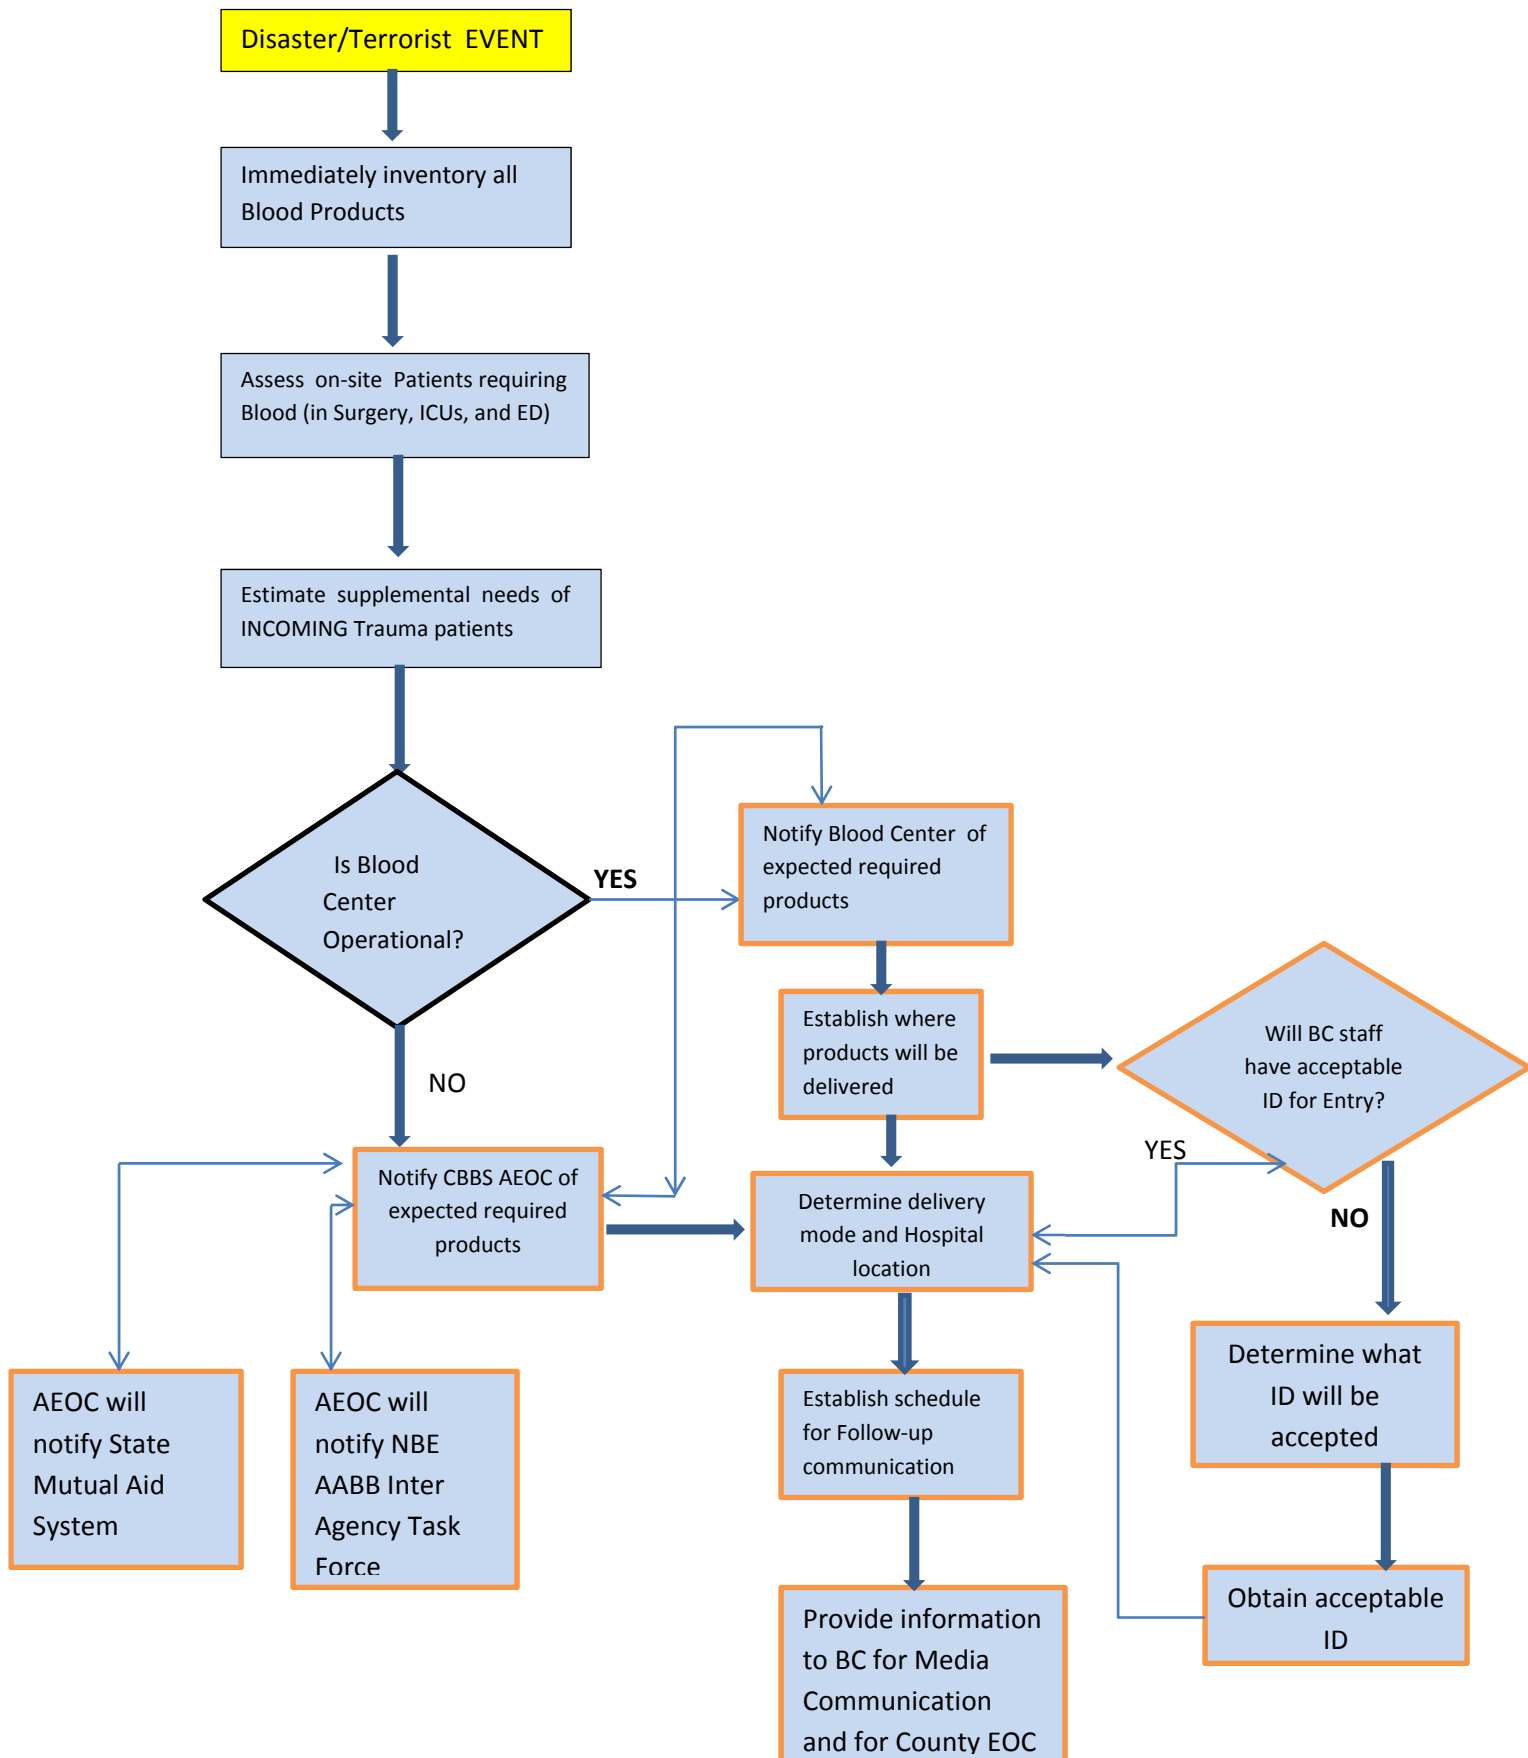 Disaster/Terrorist EVENT
Immediately inventory all
Blood Products
Assess on-site Patients requiring
Blood (in Surgery, ICUs, and ED)
Estimate supplemental needs of
INCOMING Trauma patients
Is Blood
Center
Operational?
YES
NO
Notify Blood Center of
expected required
products
Establish where
products will be
delivered
Will BC staff
have acceptable
ID for Entry?
YES
NO
Notify CBBS AEOC of
expected required
products
Determine delivery
mode and Hospital
location
AEOC will
notify State
Mutual Aid
System
AEOC will
notify NBE
AABB Inter
Agency Task
Force
Establish schedule
for Follow-up
communication
Determine what
ID will be
accepted
Obtain acceptable
ID
Provide information
to BC for Media
Communication
and for County EOC